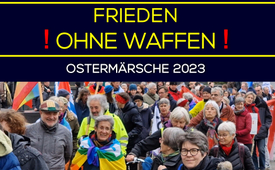 FRIEDEN
! OHNE WAFFEN !
OSTERMÄRSCHE 2023